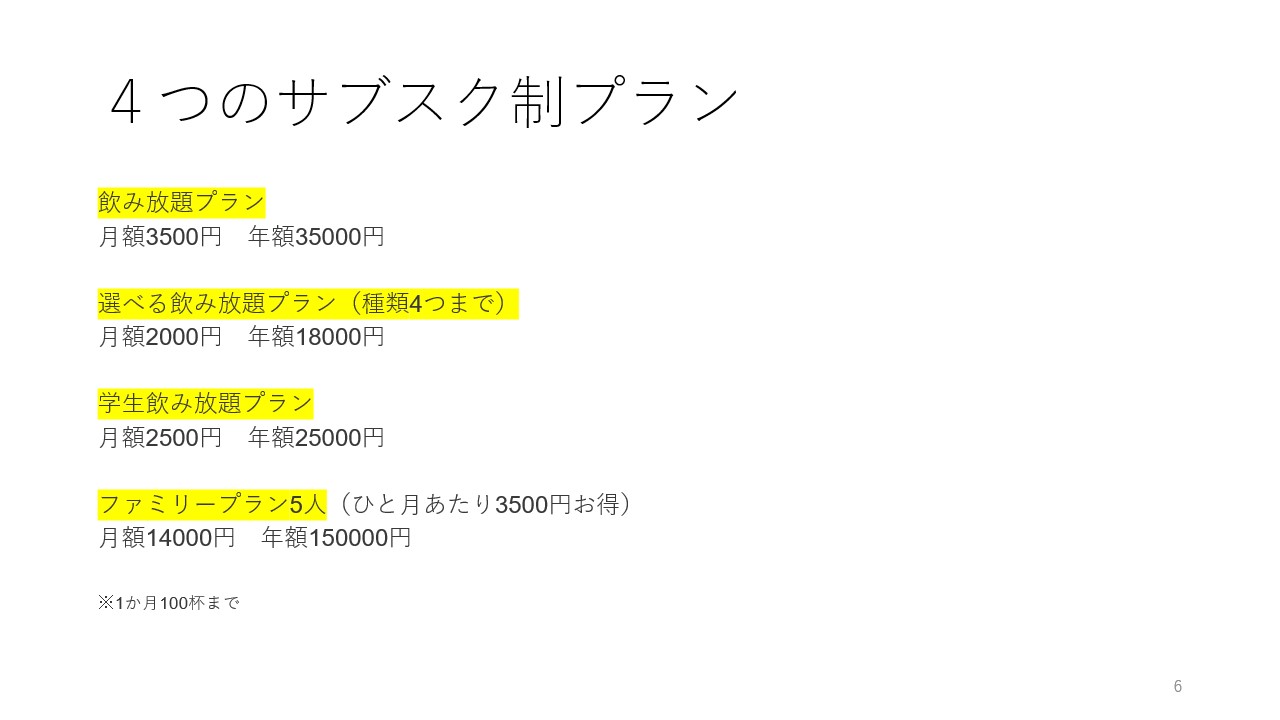 ４つのサブスク制プラン
飲み放題プラン
月額3500円　年額35000円
選べる飲み放題プラン（種類4つまで）
月額2000円　年額18000円
学生飲み放題プラン
月額2500円　年額25000円
ファミリープラン5人（ひと月あたり3500円お得）
月額14000円　年額150000円
※1か月100杯まで
6